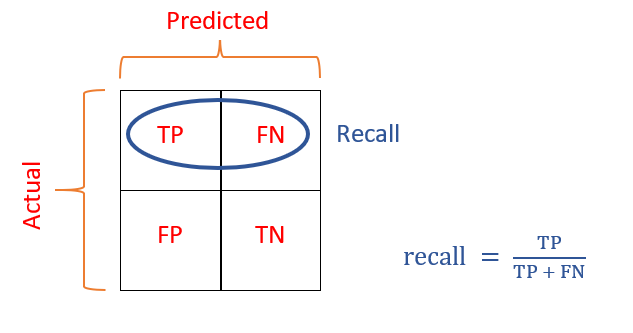 Predicted
Actual
TP FN Recall
FP TN
recall = TP / TP + FN